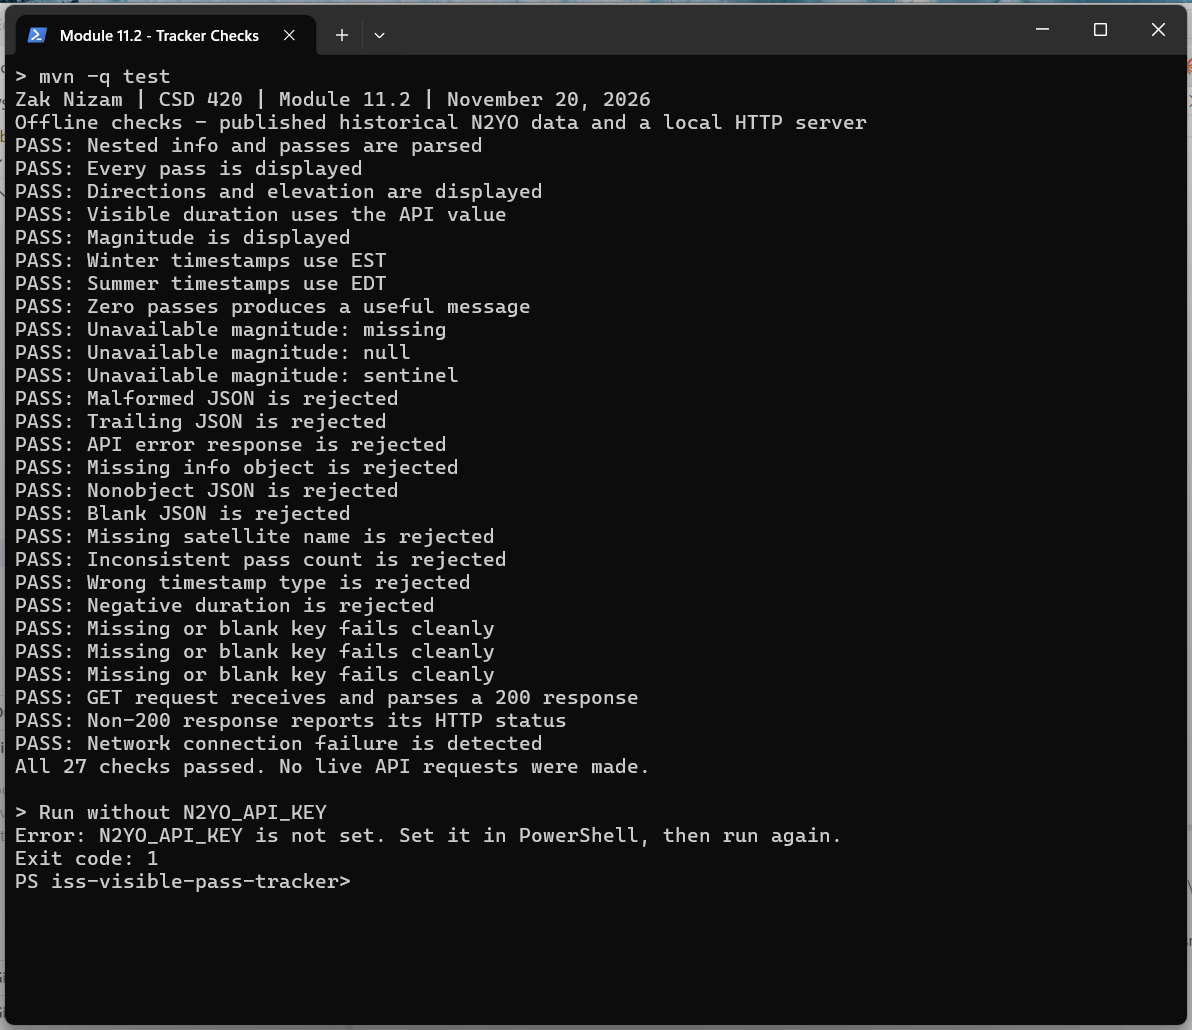 Module 11.2 - Tracker Checks
> mvn -q test
Zak Nizam | CSD 420 | Module 11.2 | November 20, 2026
Offline checks - published historical N2YO data and a local HTTP server
PASS: Nested info and passes are parsed
PASS: Every pass is displayed
PASS: Directions and elevation are displayed
PASS: Visible duration uses the API value
PASS: Magnitude is displayed
PASS: Winter timestamps use EST
PASS: Summer timestamps use EDT
PASS: Zero passes produces a useful message
PASS: Unavailable magnitude: missing
PASS: Unavailable magnitude: null
PASS: Unavailable magnitude: sentinel
PASS: Malformed JSON is rejected
PASS: Trailing JSON is rejected
PASS: API error response is rejected
PASS: Missing info object is rejected
PASS: Nonobject JSON is rejected
PASS: Blank JSON is rejected
PASS: Missing satellite name is rejected
PASS: Inconsistent pass count is rejected
PASS: Wrong timestamp type is rejected
PASS: Negative duration is rejected
PASS: Missing or blank key fails cleanly
PASS: Missing or blank key fails cleanly
PASS: Missing or blank key fails cleanly
PASS: GET request receives and parses a 200 response
PASS: Non-200 response reports its HTTP status
PASS: Network connection failure is detected
All 27 checks passed. No live API requests were made.
> Run without N2YO_API_KEY
Error: N2YO_API_KEY is not set. Set it in PowerShell, then run again.
Exit code: 1
PS iss-visible-pass-tracker>